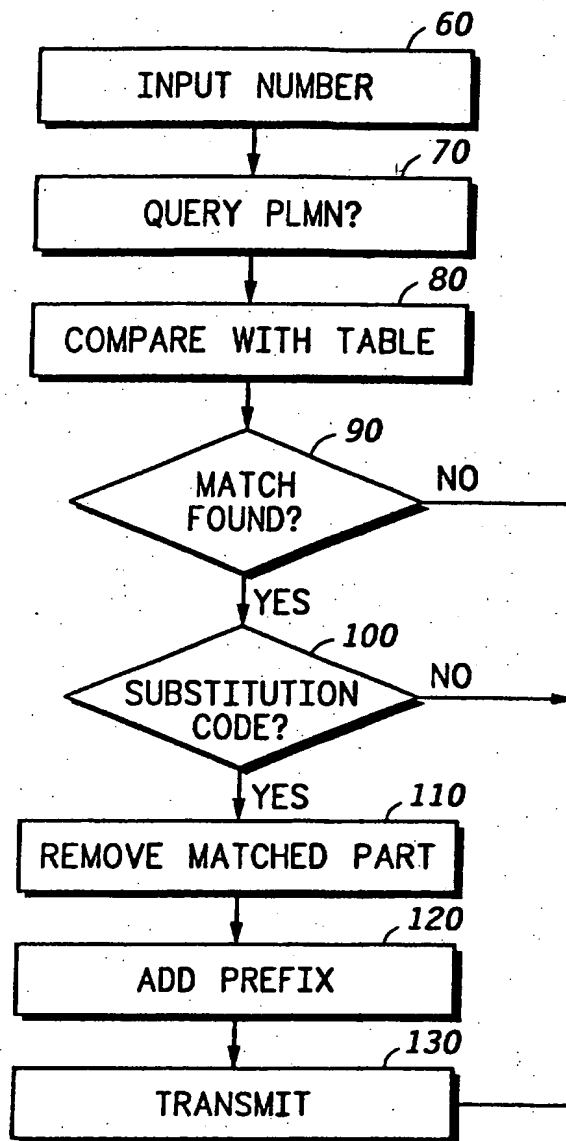 60
INPUT NUMBER
70
QUERY PLMN?
80
COMPARE WITH TABLE
90
MATCH
FOUND?
NO
YES
100
SUBSTITUTION
CODE?
NO
YES
110
REMOVE MATCHED PART
120
ADD PREFIX
130
TRANSMIT